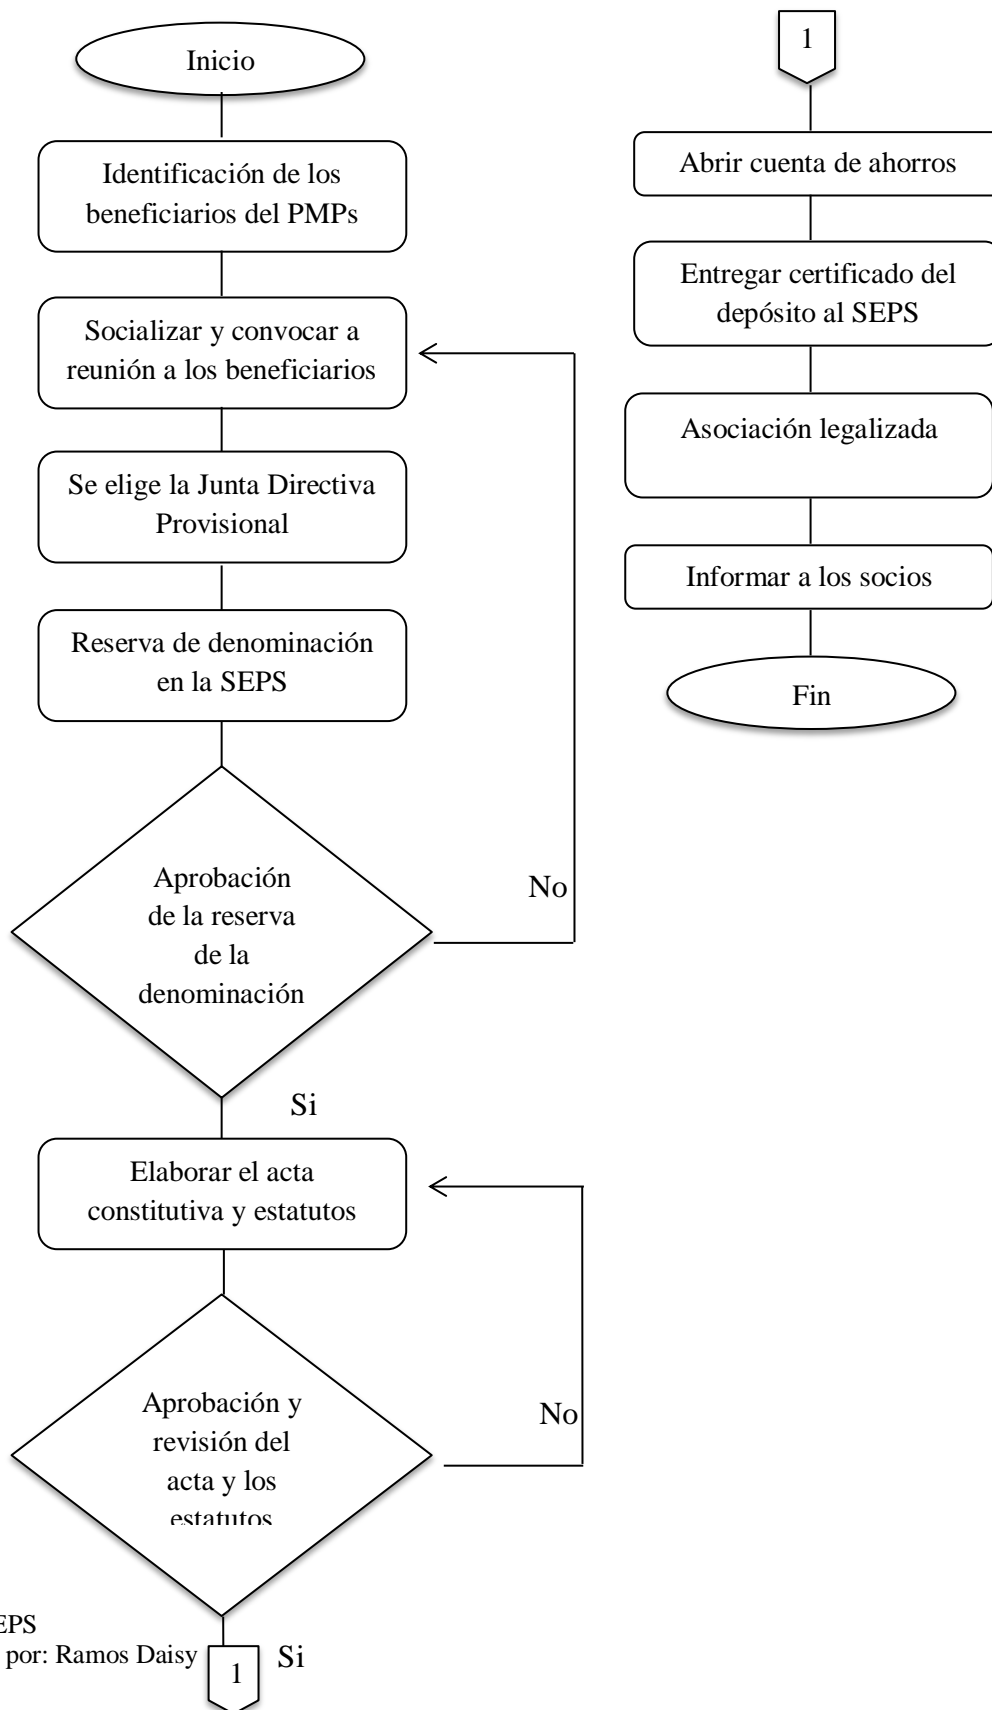 Inicio
Identificación de los
beneficiarios del PMPs
Socializar y convocar a
reunión a los beneficiarios
Se elige la Junta Directiva
Provisional
Reserva de denominación
en la SEPS
Aprobación
de la reserva
de la
denominación
No
Si
Elaborar el acta
constitutiva y estatutos
Aprobación y
revisión del
acta y los
estatutos
No
Si
EPS
por: Ramos Daisy
1
1
Abrir cuenta de ahorros
Entregar certificado del
depósito al SEPS
Asociación legalizada
Informar a los socios
Fin